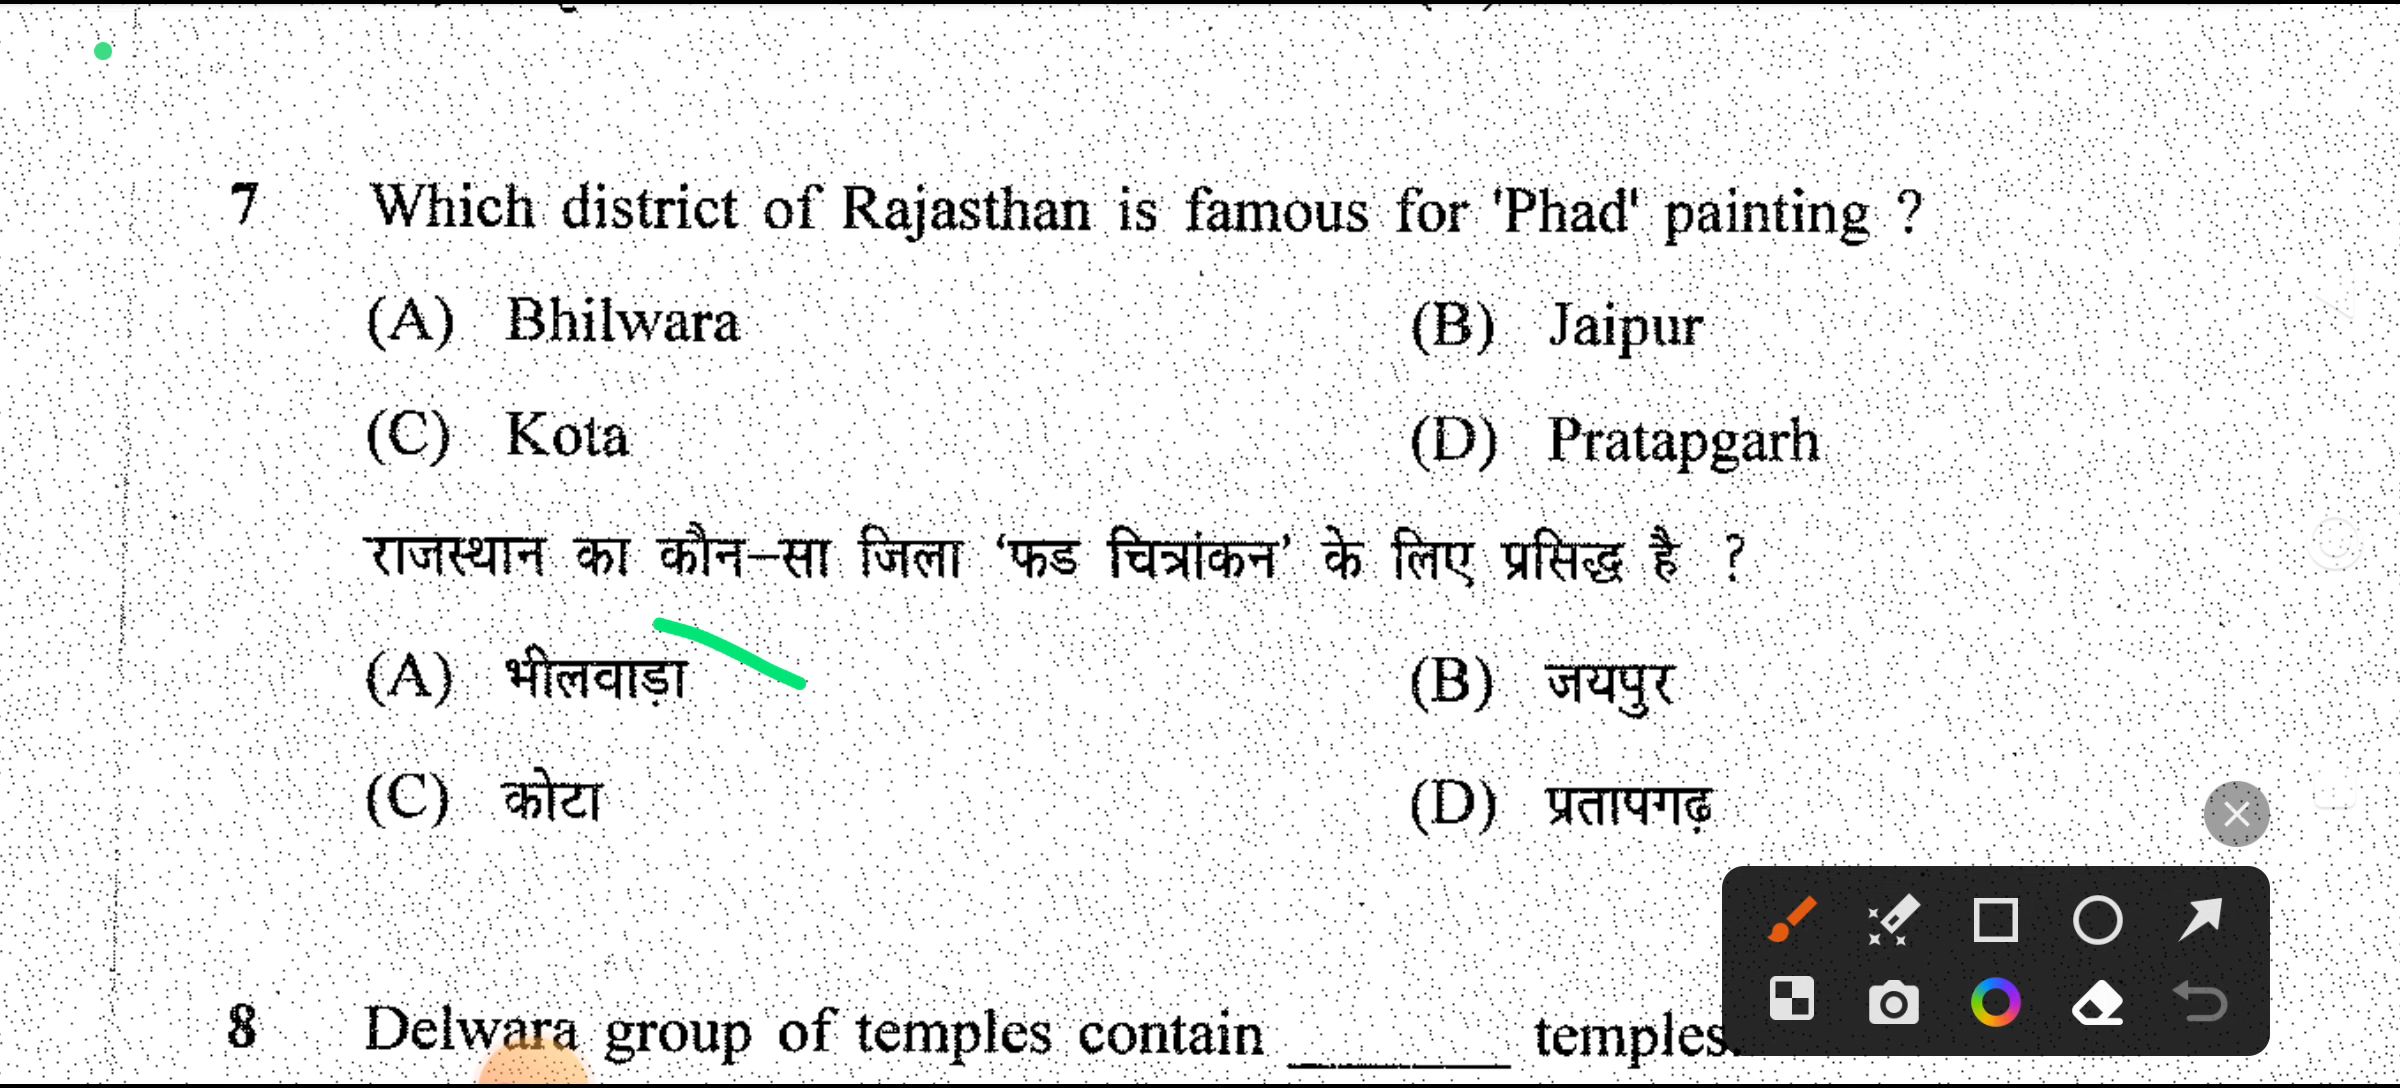 7 Which district of Rajasthan is famous for 'Phad' painting ?
(A) Bhilwara (B) Jaipur
(C) Kota (D) Pratapgarh
राजस्थान का कौन-सा जिला ‘फड चित्रांकन’ के लिए प्रसिद्ध है ?
(A) भीलवाड़ा (B) जयपुर
(C) कोटा (D) प्रतापगढ़
8 Delwara group of temples contain ______ temples.